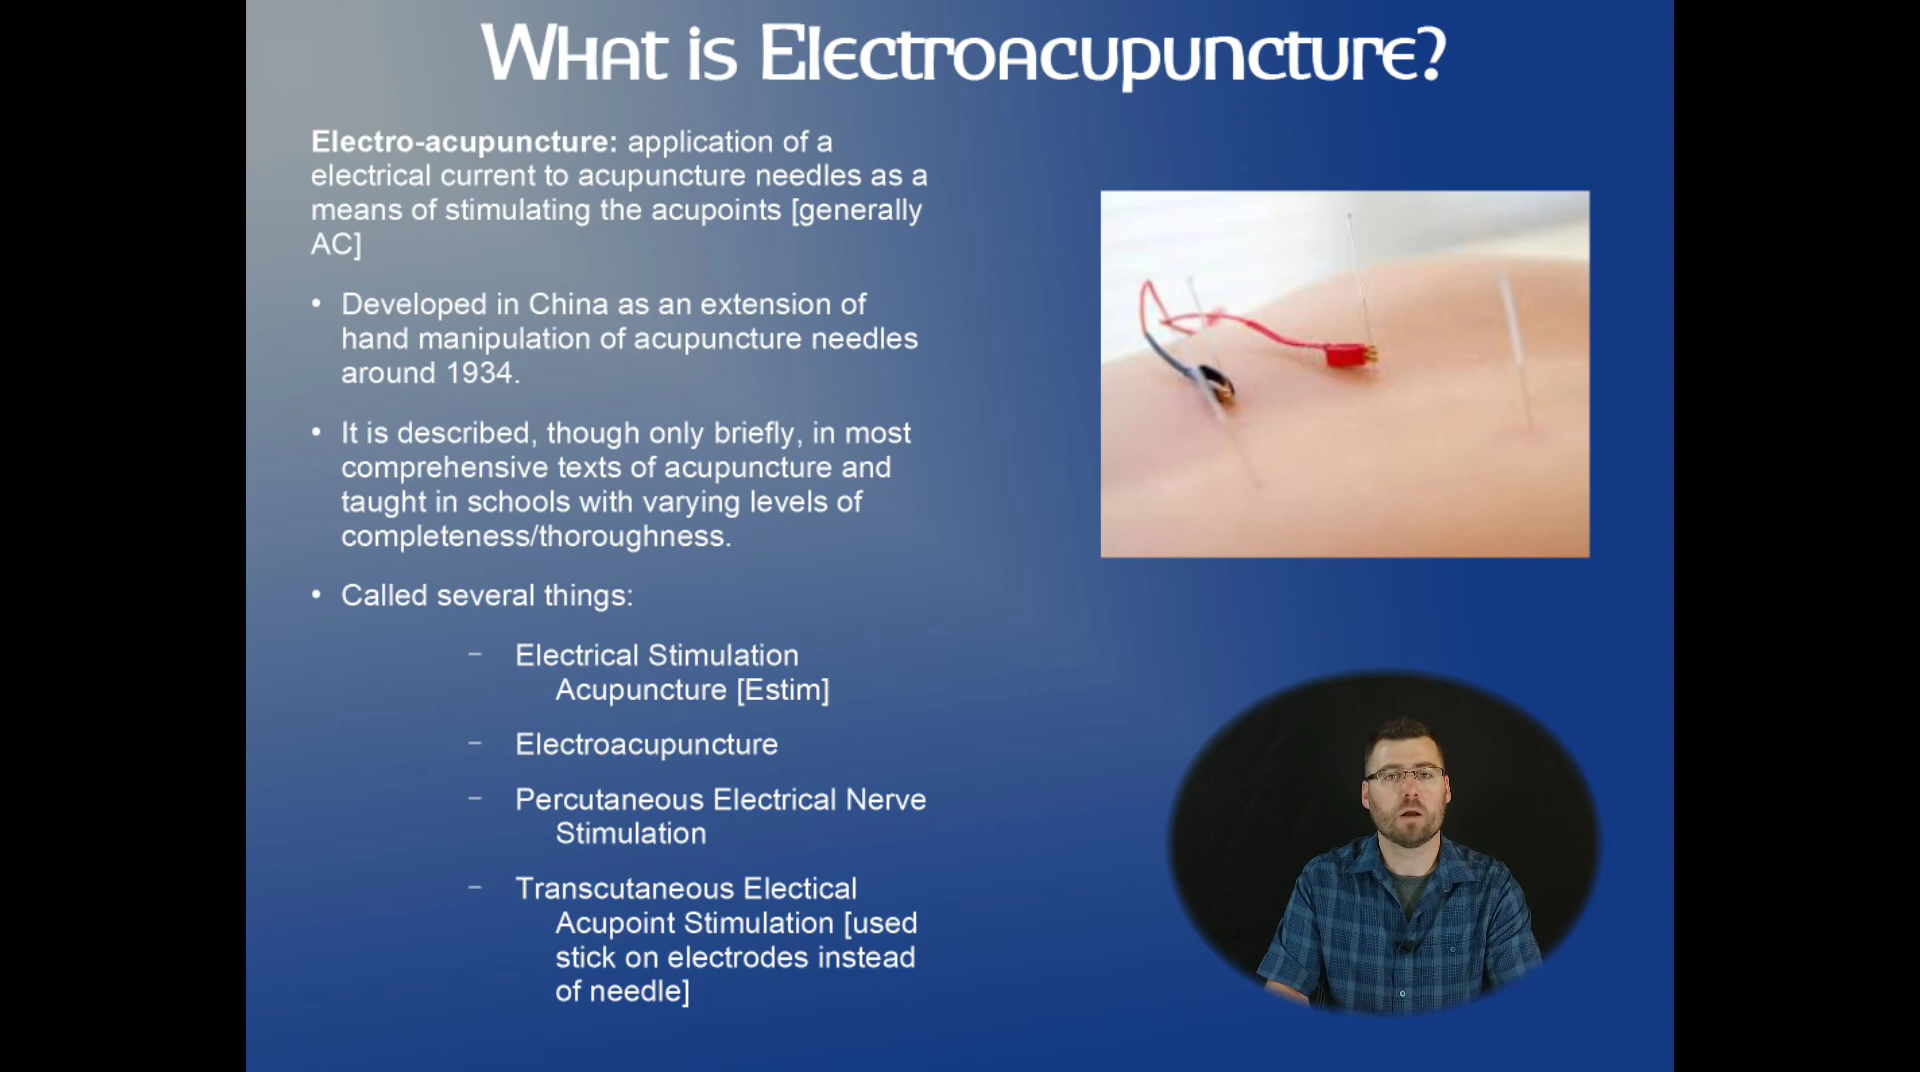 What is Electroacupuncture?
Electro-acupuncture: application of a
electrical current to acupuncture needles as a
means of stimulating the acupoints [generally
AC]
• Developed in China as an extension of
hand manipulation of acupuncture needles
around 1934.
• It is described, though only briefly, in most
comprehensive texts of acupuncture and
taught in schools with varying levels of
completeness/thoroughness.
• Called several things:
– Electrical Stimulation
Acupuncture [Estim]
– Electroacupuncture
– Percutaneous Electrical Nerve
Stimulation
– Transcutaneous Electical
Acupoint Stimulation [used
stick on electrodes instead
of needle]